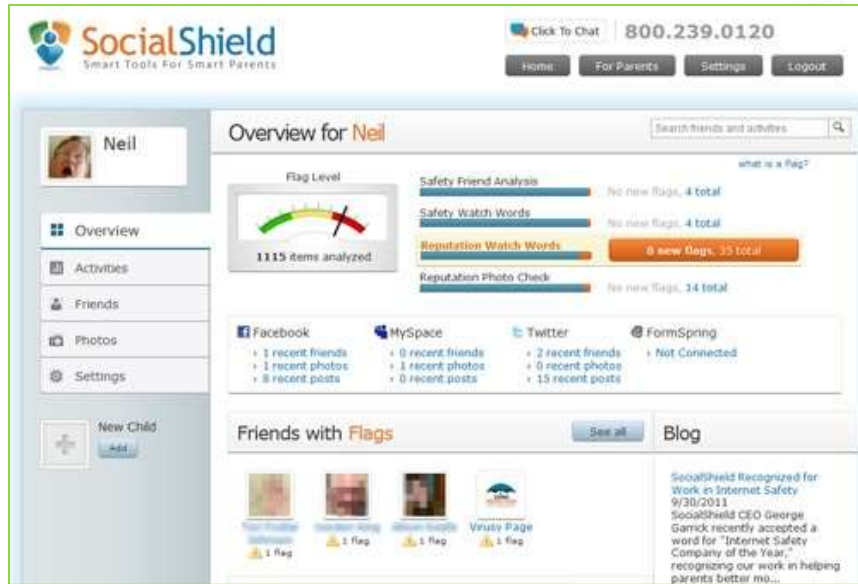 SocialShield
Smart Tools For Smart Parents
Click To Chat
800.239.0120
Home
For Parents
Settings
Logout
Neil
Overview for Neil
Search friends and activities
what is a flag?
Flag Level
1115 items analyzed
Safety Friend Analysis
No new flags, 4 total
Safety Watch Words
No new flags, 4 total
Reputation Watch Words
8 new flags, 35 total
Reputation Photo Check
No new flags, 14 total
Overview
Activities
Friends
Photos
Settings
New Child
Add
Facebook
1 recent friends
1 recent photos
8 recent posts
MySpace
0 recent friends
1 recent photos
0 recent posts
Twitter
2 recent friends
0 recent photos
15 recent posts
FormSpring
Not Connected
Friends with Flags
See all
1 flag
1 flag
1 flag
Virusy Page
1 flag
Blog
SocialShield Recognized for
Work in Internet Safety
9/30/2011
SocialShield CEO George
Garrick recently accepted a
word for "Internet Safety
Company of the Year,"
recognizing our work in helping
parents better mo...